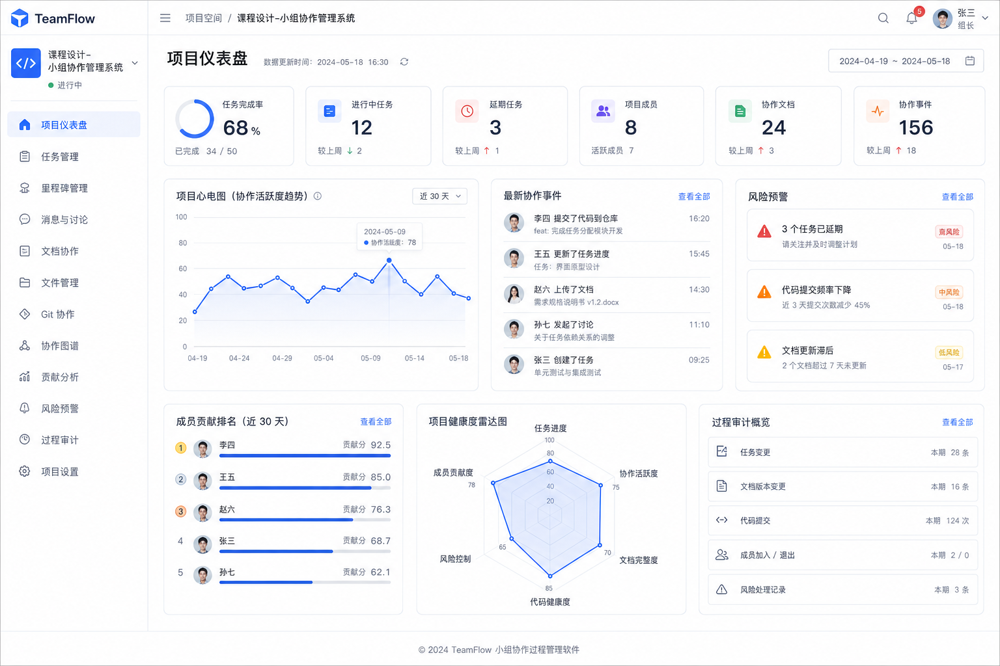 TeamFlow
项目空间 / 课程设计-小组协作管理系统
5
张三
组长
课程设计-
小组协作管理系统
进行中
项目仪表盘
任务管理
里程碑管理
消息与讨论
文档协作
文件管理
Git 协作
协作图谱
贡献分析
风险预警
过程审计
项目设置
项目仪表盘
数据更新时间: 2024-05-18 16:30
2024-04-19 ~ 2024-05-18
任务完成率
68%
已完成 34 / 50
进行中任务
12
较上周 ↓ 2
延期任务
3
较上周 ↑ 1
项目成员
8
活跃成员 7
协作文档
24
较上周 ↑ 3
协作事件
156
较上周 ↑ 18
项目心电图（协作活跃度趋势）
近 30 天
100
80
60
40
20
0
2024-05-09
协作活跃度: 78
04-19
04-24
04-29
05-04
05-09
05-14
05-18
最新协作事件
查看全部
李四 提交了代码到仓库
16:20
feat: 完成任务分配模块开发
王五 更新了任务进度
15:45
任务: 界面原型设计
赵六 上传了文档
14:30
需求规格说明书 v1.2.docx
孙七 发起了讨论
11:10
关于任务依赖关系的调整
张三 创建了任务
09:25
单元测试与集成测试
风险预警
查看全部
3 个任务已延期
风险
请关注并及时调整计划
05-18
代码提交频率下降
中风险
近 3 天提交次数减少 45%
05-18
文档更新滞后
低风险
2 个文档超过 7 天未更新
05-17
成员贡献排名（近 30 天）
查看全部
1
李四
贡献分 92.5
2
王五
贡献分 85.0
3
赵六
贡献分 76.3
4
张三
贡献分 68.7
5
孙七
贡献分 62.1
项目健康度雷达图
任务进度
100
80
60
40
20
协作活跃度
75
文档完整度
70
代码健康度
85
风险控制
65
成员贡献度
78
过程审计概览
查看全部
任务变更
本期 28 条
文档版本变更
本期 16 条
代码提交
本期 124 次
成员加入 / 退出
本期 2 / 0
风险处理记录
本期 3 条
© 2024 TeamFlow 小组协作过程管理软件